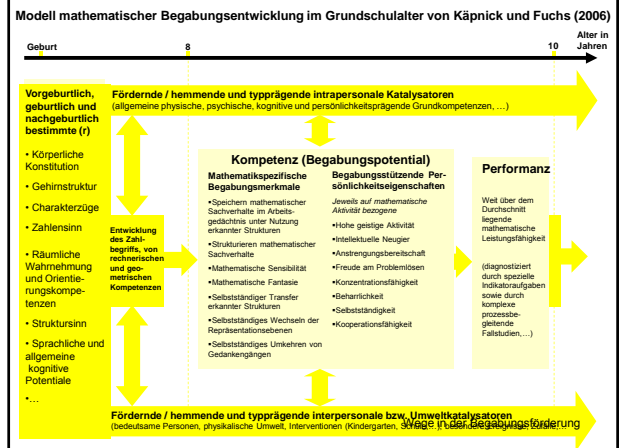 Modell mathematischer Begabungsentwicklung im Grundschulalter von Käpnick und Fuchs (2006)
Alter in
Jahren
Geburt
8
10
Vorgeburtlich,
geburtlich und
nachgeburtlich
bestimmte (r)
• Körperliche
Konstitution
• Gehirnstruktur
• Charakterzüge
• Zahlensinn
• Räumliche
Wahrnehmung
und Orientie-
rungskompe-
tenzen
• Struktursinn
• Sprachliche und
allgemeine
kognitive
Potentiale
•…
Fördernde / hemmende und typprägende intrapersonale Katalysatoren
(allgemeine physische, psychische, kognitive und persönlichkeitsprägende Grundkompetenzen, …)
Entwicklung
des Zahl-
begriffs, von
rechnerischen
und geo-
metrischen
Kompetenzen
Kompetenz (Begabungspotential)
Mathematikspezifische
Begabungsmerkmale
▪Speichern mathematischer
Sachverhalte im Arbeits-
gedächtnis unter Nutzung
erkannter Strukturen
▪Strukturieren mathematischer
Sachverhalte
▪Mathematische Sensibilität
▪Mathematische Fantasie
▪Selbstständiger Transfer
erkannter Strukturen
▪Selbstständiges Wechseln der
Repräsentationsebenen
▪Selbstständiges Umkehren von
Gedankengängen
Begabungsstützende Per-
sönlichkeitseigenschaften
Jeweils auf mathematische
Aktivität bezogene
▪Hohe geistige Aktivität
▪Intellektuelle Neugier
▪Anstrengungsbereitschaft
▪Freude am Problemlösen
▪Konzentrationsfähigkeit
▪Beharrlichkeit
▪Selbständigkeit
▪Kooperationsfähigkeit
Performanz
Weit über dem
Durchschnitt
liegende
mathematische
Leistungsfähigkeit
(diagnostiziert
durch spezielle
Indikatoraufgaben
sowie durch
komplexe
prozessbe-
gleitende
Fallstudien,…)
Fördernde / hemmende und typprägende interpersonale bzw. Umweltkatalysatoren
(bedeutsame Personen, physikalische Umwelt, Interventionen (Kindergarten, Schule,…), besondere Ereignisse, Zufälle,…
Wege in der Begabungsförderung